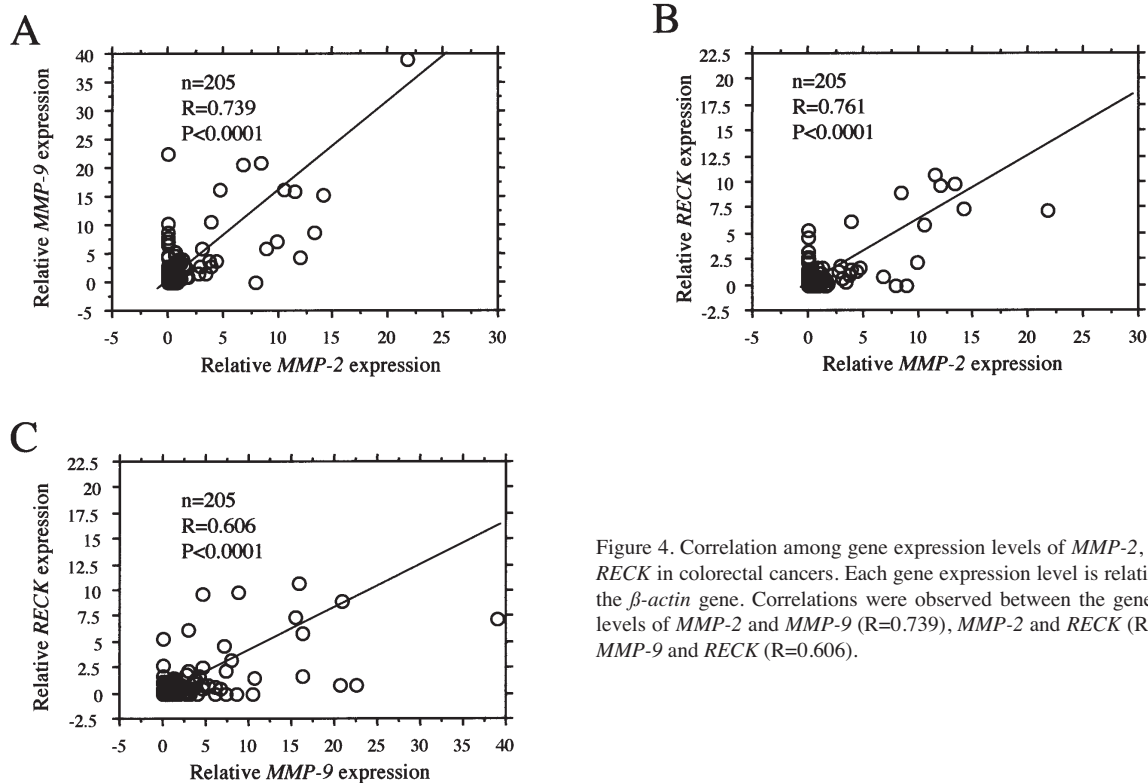 A
40
35
30
25
20
15
10
5
0
-5
n=205
R=0.739
P<0.0001
Relative MMP-9 expression
-5 0 5 10 15 20 25 30
Relative MMP-2 expression
B
22.5
20
17.5
15
12.5
10
7.5
5
2.5
0
-2.5
n=205
R=0.761
P<0.0001
Relative RECK expression
-5 0 5 10 15 20 25 30
Relative MMP-2 expression
C
22.5
20
17.5
15
12.5
10
7.5
5
2.5
0
-2.5
n=205
R=0.606
P<0.0001
Relative RECK expression
-5 0 5 10 15 20 25 30 35 40
Relative MMP-9 expression
Figure 4. Correlation among gene expression levels of MMP-2,
RECK in colorectal cancers. Each gene expression level is relati
the ß-actin gene. Correlations were observed between the gene
levels of MMP-2 and MMP-9 (R=0.739), MMP-2 and RECK (R
MMP-9 and RECK (R=0.606).